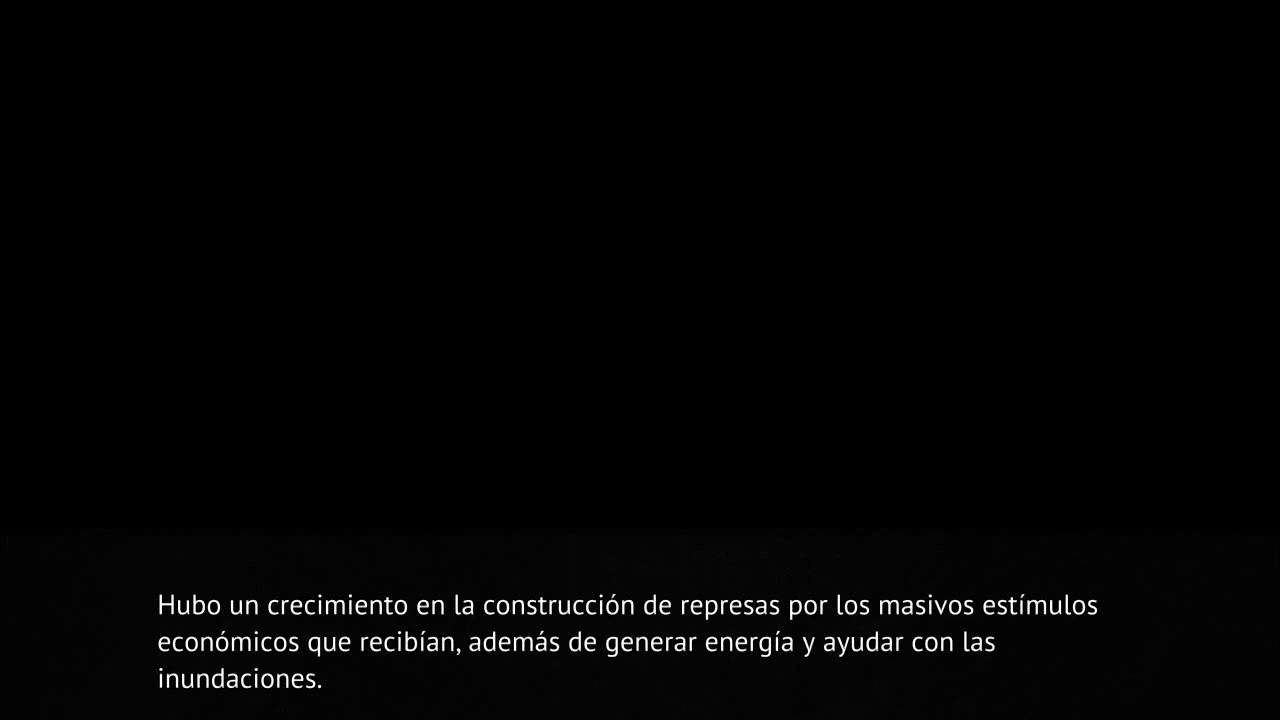 Hubo un crecimiento en la construcción de represas por los masivos estímulos
económicos que recibían, además de generar energía y ayudar con las
inundaciones.